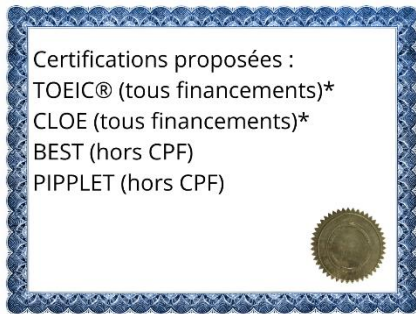 Certifications proposées :
TOEIC® (tous financements)*
CLOE (tous financements)*
BEST (hors CPF)
PIPPLET (hors CPF)